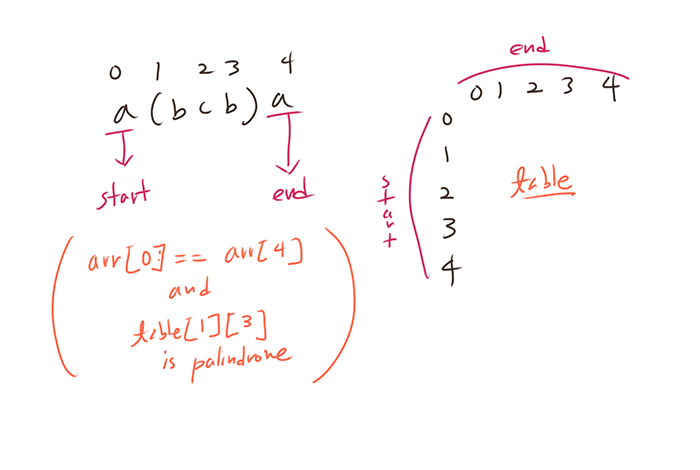 0 1 2 3 4
a (b c b) a
start end
arr[0] == arr[4]
and
table[1][3]
is palindrone
end
0 1 2 3 4
0
1
2
3
4
start
table